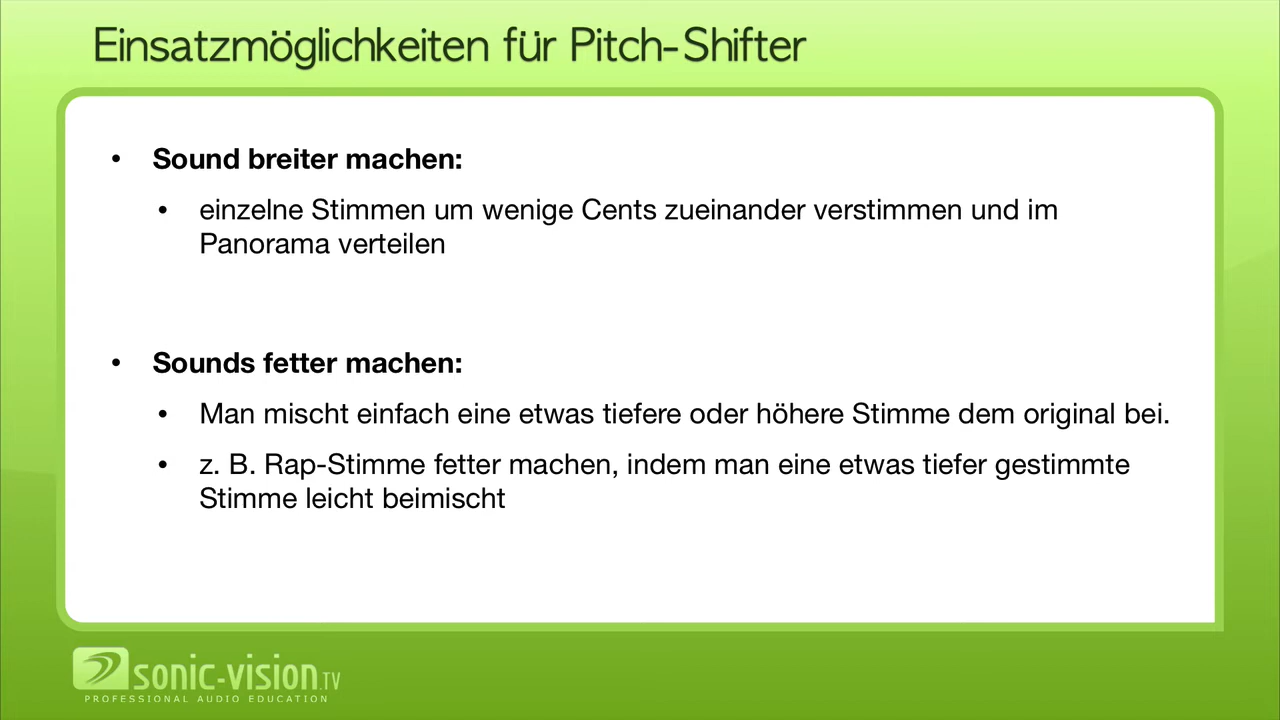 Einsatzmöglichkeiten für Pitch-Shifter
• Sound breiter machen:
• einzelne Stimmen um wenige Cents zueinander verstimmen und im
Panorama verteilen
• Sounds fetter machen:
• Man mischt einfach eine etwas tiefere oder höhere Stimme dem original bei.
• z. B. Rap-Stimme fetter machen, indem man eine etwas tiefer gestimmte
Stimme leicht beimischt
sonic-vision.TV
PROFESSIONAL AUDIO EDUCATION